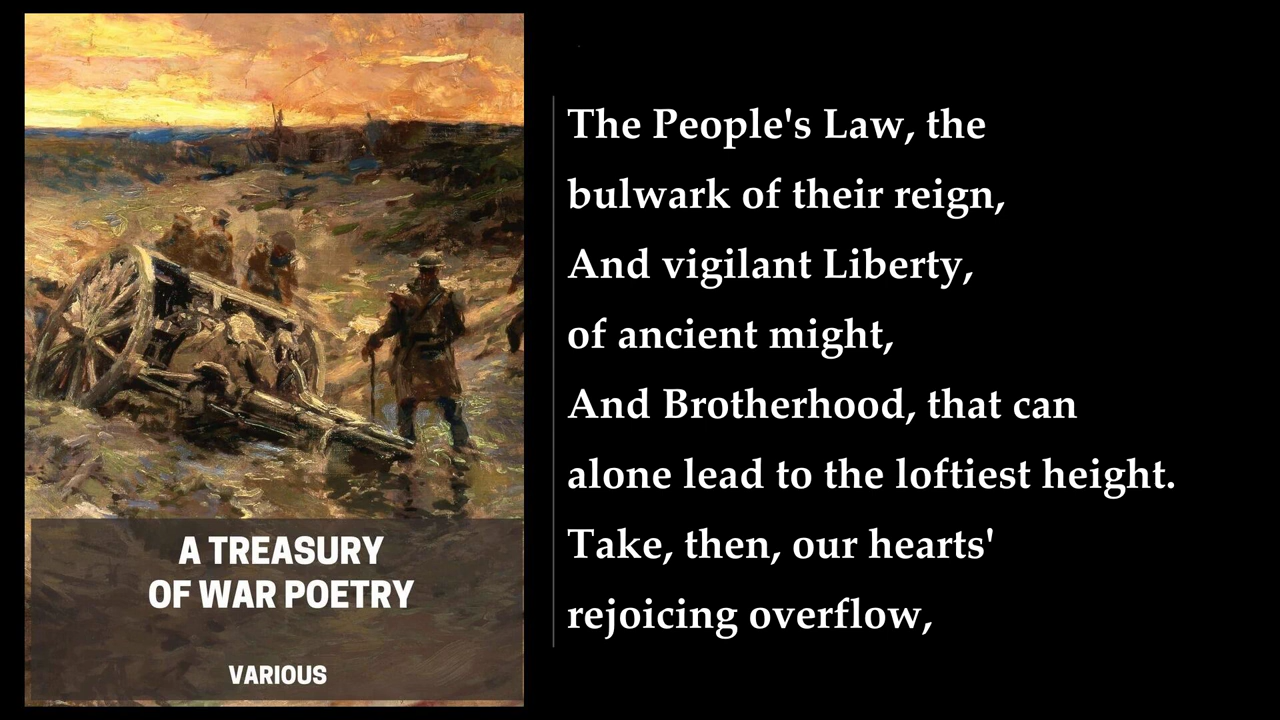 A TREASURY
OF WAR POETRY
VARIOUS
The People's Law, the
bulwark of their reign,
And vigilant Liberty,
of ancient might,
And Brotherhood, that can
alone lead to the loftiest height.
Take, then, our hearts'
rejoicing overflow,